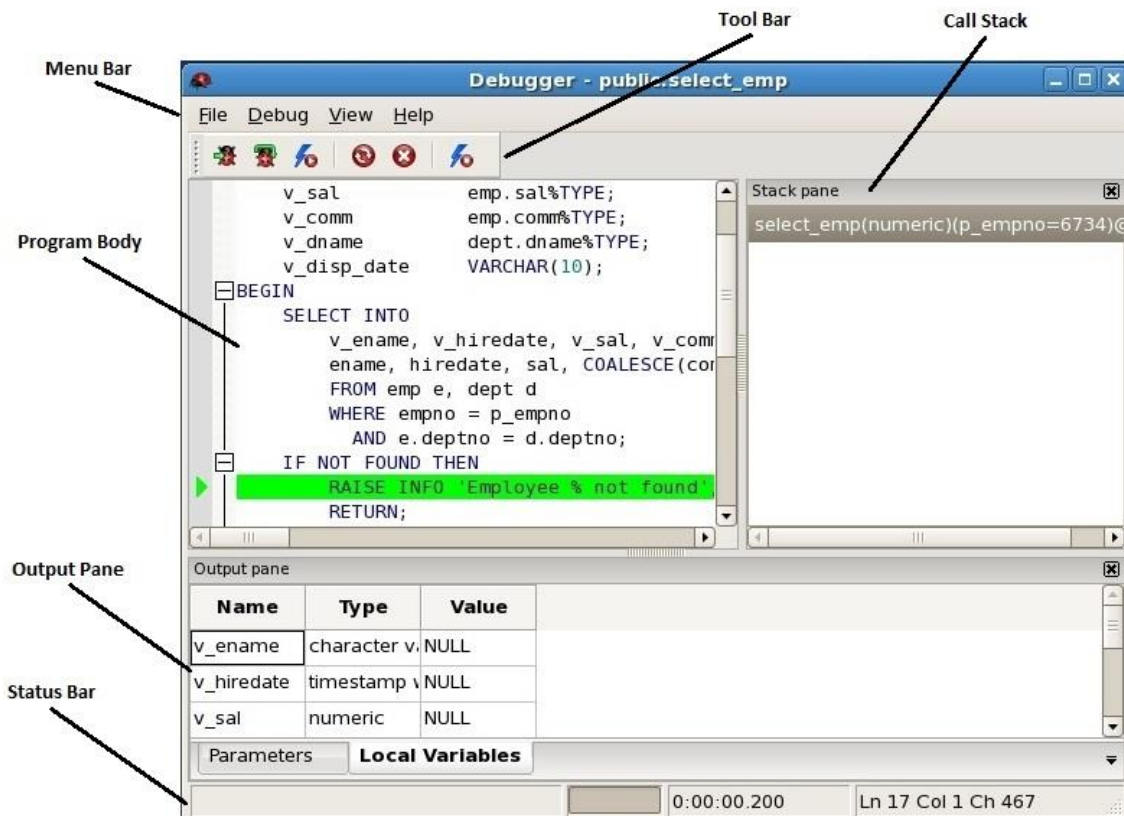 Tool Bar
Call Stack
Menu Bar
Debugger - public.select_emp
File Debug View Help
v_sal emp.sal%TYPE;
v_comm emp.comm%TYPE;
v_dname dept.dname%TYPE;
v_disp_date VARCHAR(10);
BEGIN
SELECT INTO
v_ename, v_hiredate, v_sal, v_comm
ename, hiredate, sal, COALESCE(com
FROM emp e, dept d
WHERE empno = p_empno
AND e.deptno = d.deptno;
IF NOT FOUND THEN
RAISE INFO 'Employee % not found',
RETURN;
Program Body
Stack pane
select_emp(numeric)(p_empno=6734)@
Output Pane
Output pane
Name Type Value
v_ename character va NULL
v_hiredate timestamp w NULL
v_sal numeric NULL
Status Bar
Parameters Local Variables
0:00:00.200 Ln 17 Col 1 Ch 467